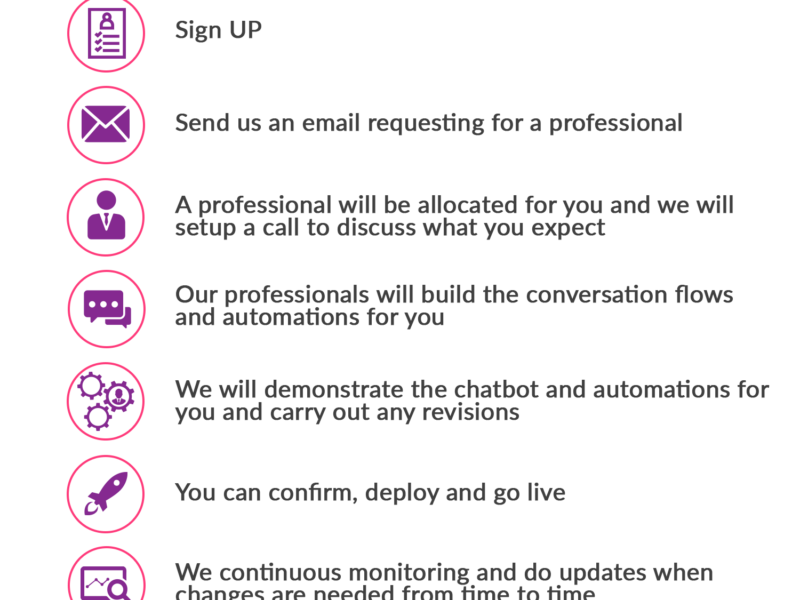 Sign UP
Send us an email requesting for a professional
A professional will be allocated for you and we will
setup a call to discuss what you expect
Our professionals will build the conversation flows
and automations for you
We will demonstrate the chatbot and automations for
you and carry out any revisions
You can confirm, deploy and go live
We continuous monitoring and do updates when
changes are needed from time to time